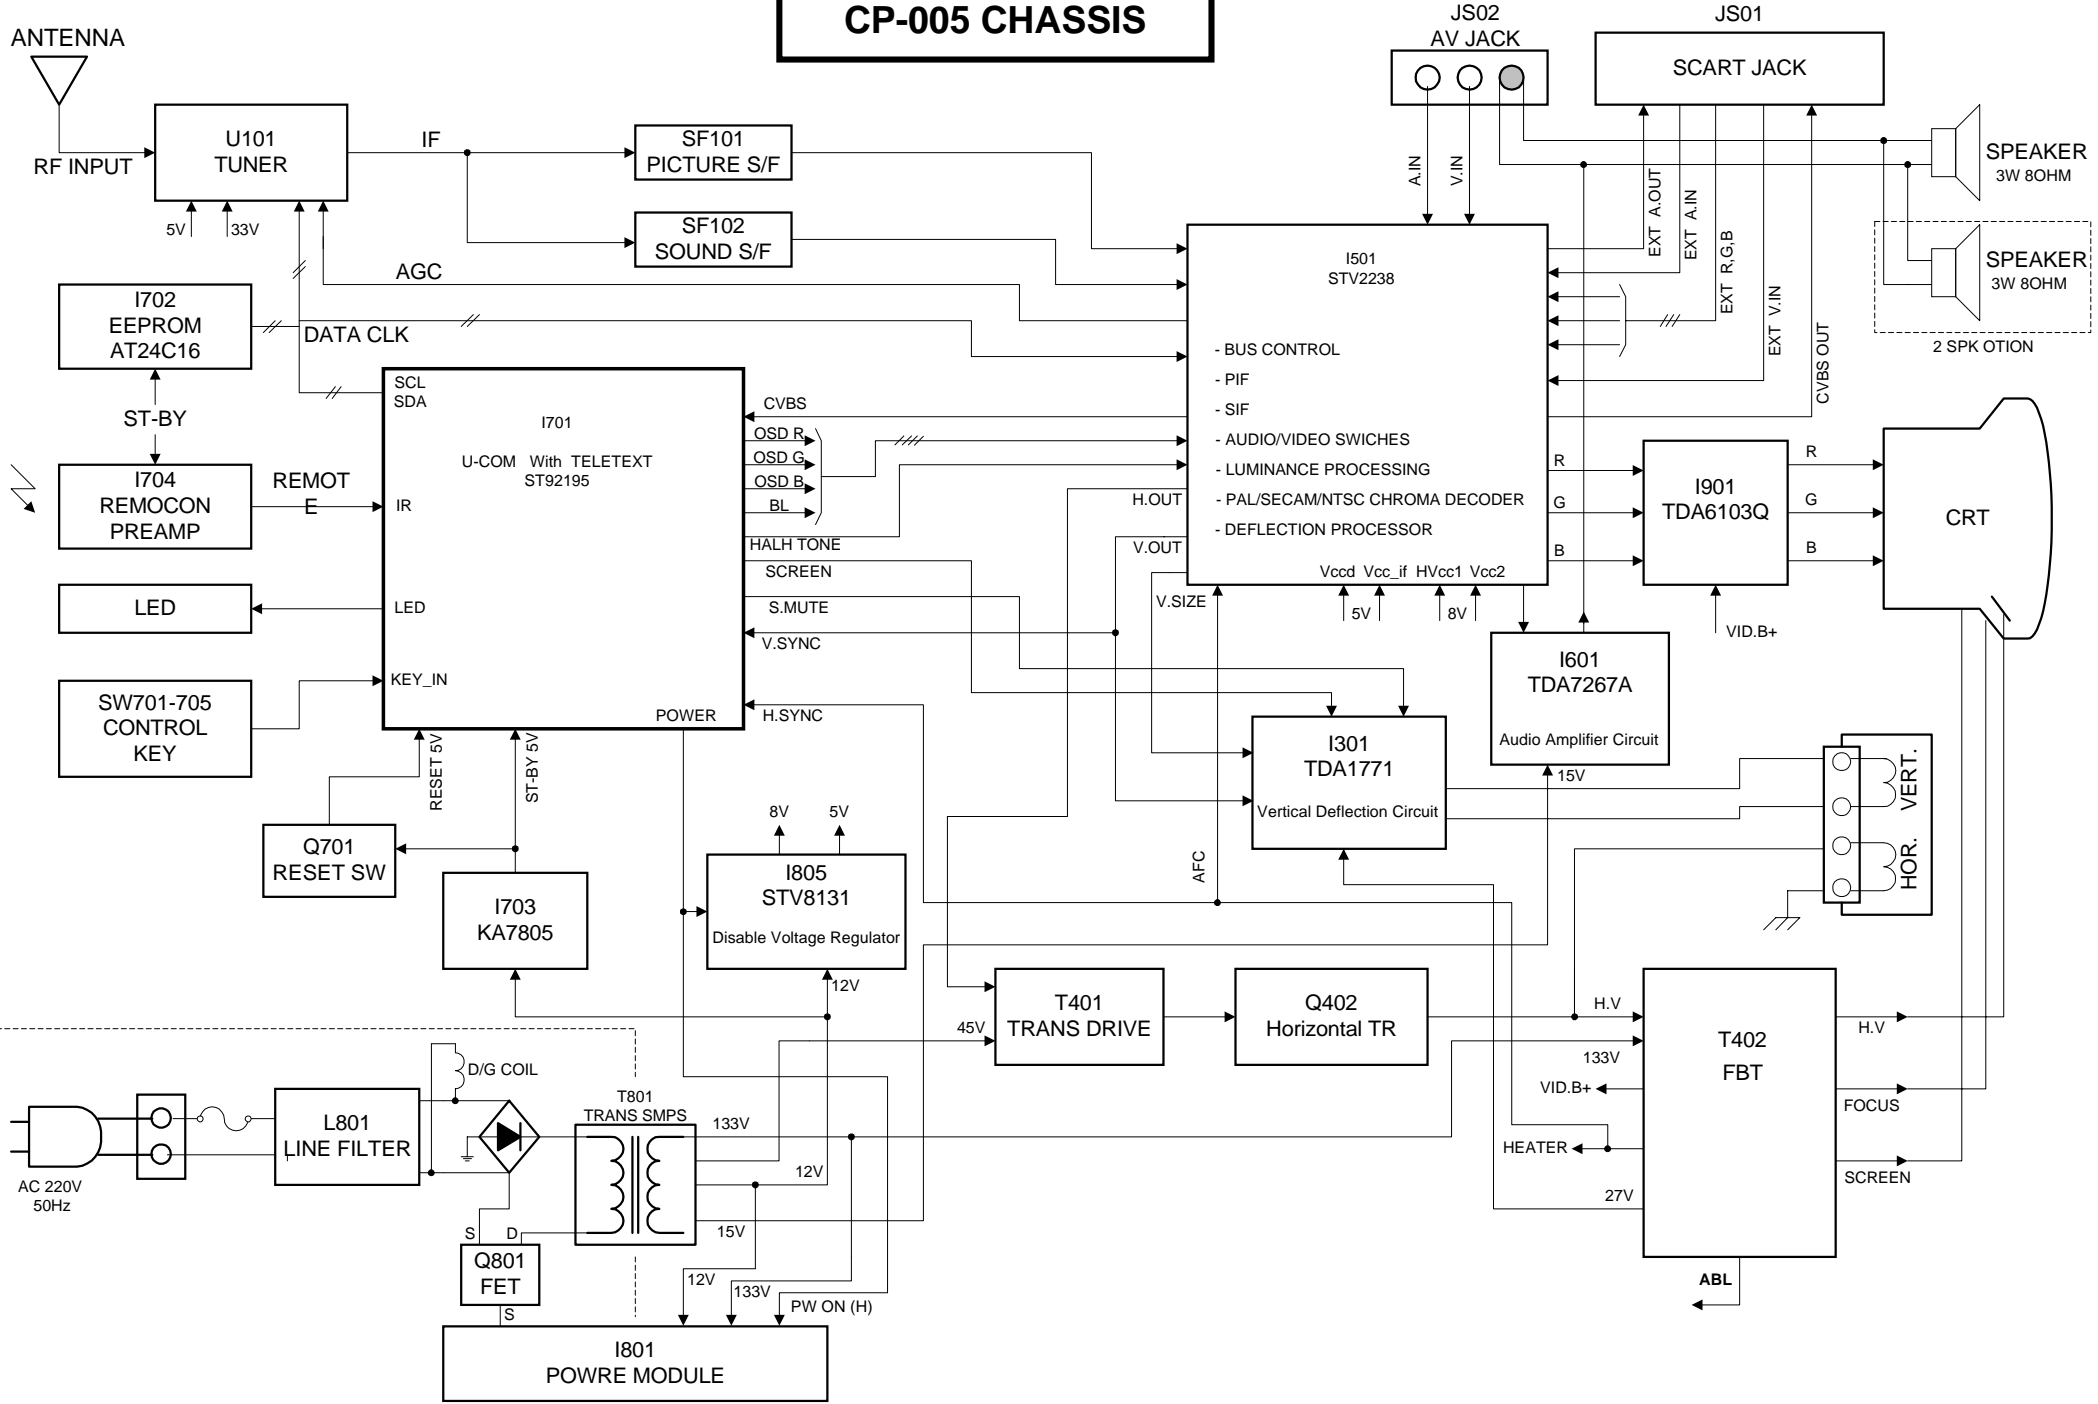 CP-005 CHASSIS
ANTENNA
RF INPUT
U101
TUNER
5V
33V
IF
SF101
PICTURE S/F
SF102
SOUND S/F
AGC
I702
EEPROM
AT24C16
DATA CLK
ST-BY
I704
REMOCON
PREAMP
REMOT
E
LED
SW701-705
CONTROL
KEY
SCL
SDA
I701
U-COM With TELETEXT
ST92195
IR
LED
KEY_IN
POWER
CVBS
OSD R
OSD G
OSD B
BL
HALH TONE
SCREEN
S.MUTE
V.SYNC
H.SYNC
RESET 5V
ST-BY 5V
Q701
RESET SW
I703
KA7805
8V
5V
I805
STV8131
Disable Voltage Regulator
12V
JS02
AV JACK
A.IN
V.IN
JS01
SCART JACK
EXT A.OUT
EXT A.IN
EXT R,G,B
EXT V.IN
CVBS OUT
SPEAKER
3W 8OHM
SPEAKER
3W 8OHM
2 SPK OTION
I501
STV2238
- BUS CONTROL
- PIF
- SIF
- AUDIO/VIDEO SWICHES
- LUMINANCE PROCESSING
- PAL/SECAM/NTSC CHROMA DECODER
- DEFLECTION PROCESSOR
Vccd Vcc_if HVcc1 Vcc2
5V
8V
H.OUT
V.OUT
V.SIZE
AFC
R
G
B
I901
TDA6103Q
VID.B+
R
G
B
CRT
I601
TDA7267A
Audio Amplifier Circuit
15V
I301
TDA1771
Vertical Deflection Circuit
VERT.
HOR.
T401
TRANS DRIVE
45V
Q402
Horizontal TR
H.V
133V
VID.B+
HEATER
27V
T402
FBT
H.V
FOCUS
SCREEN
ABL
AC 220V
50Hz
L801
LINE FILTER
D/G COIL
T801
TRANS SMPS
133V
12V
15V
S
D
Q801
FET
S
12V
133V
PW ON (H)
I801
POWRE MODULE